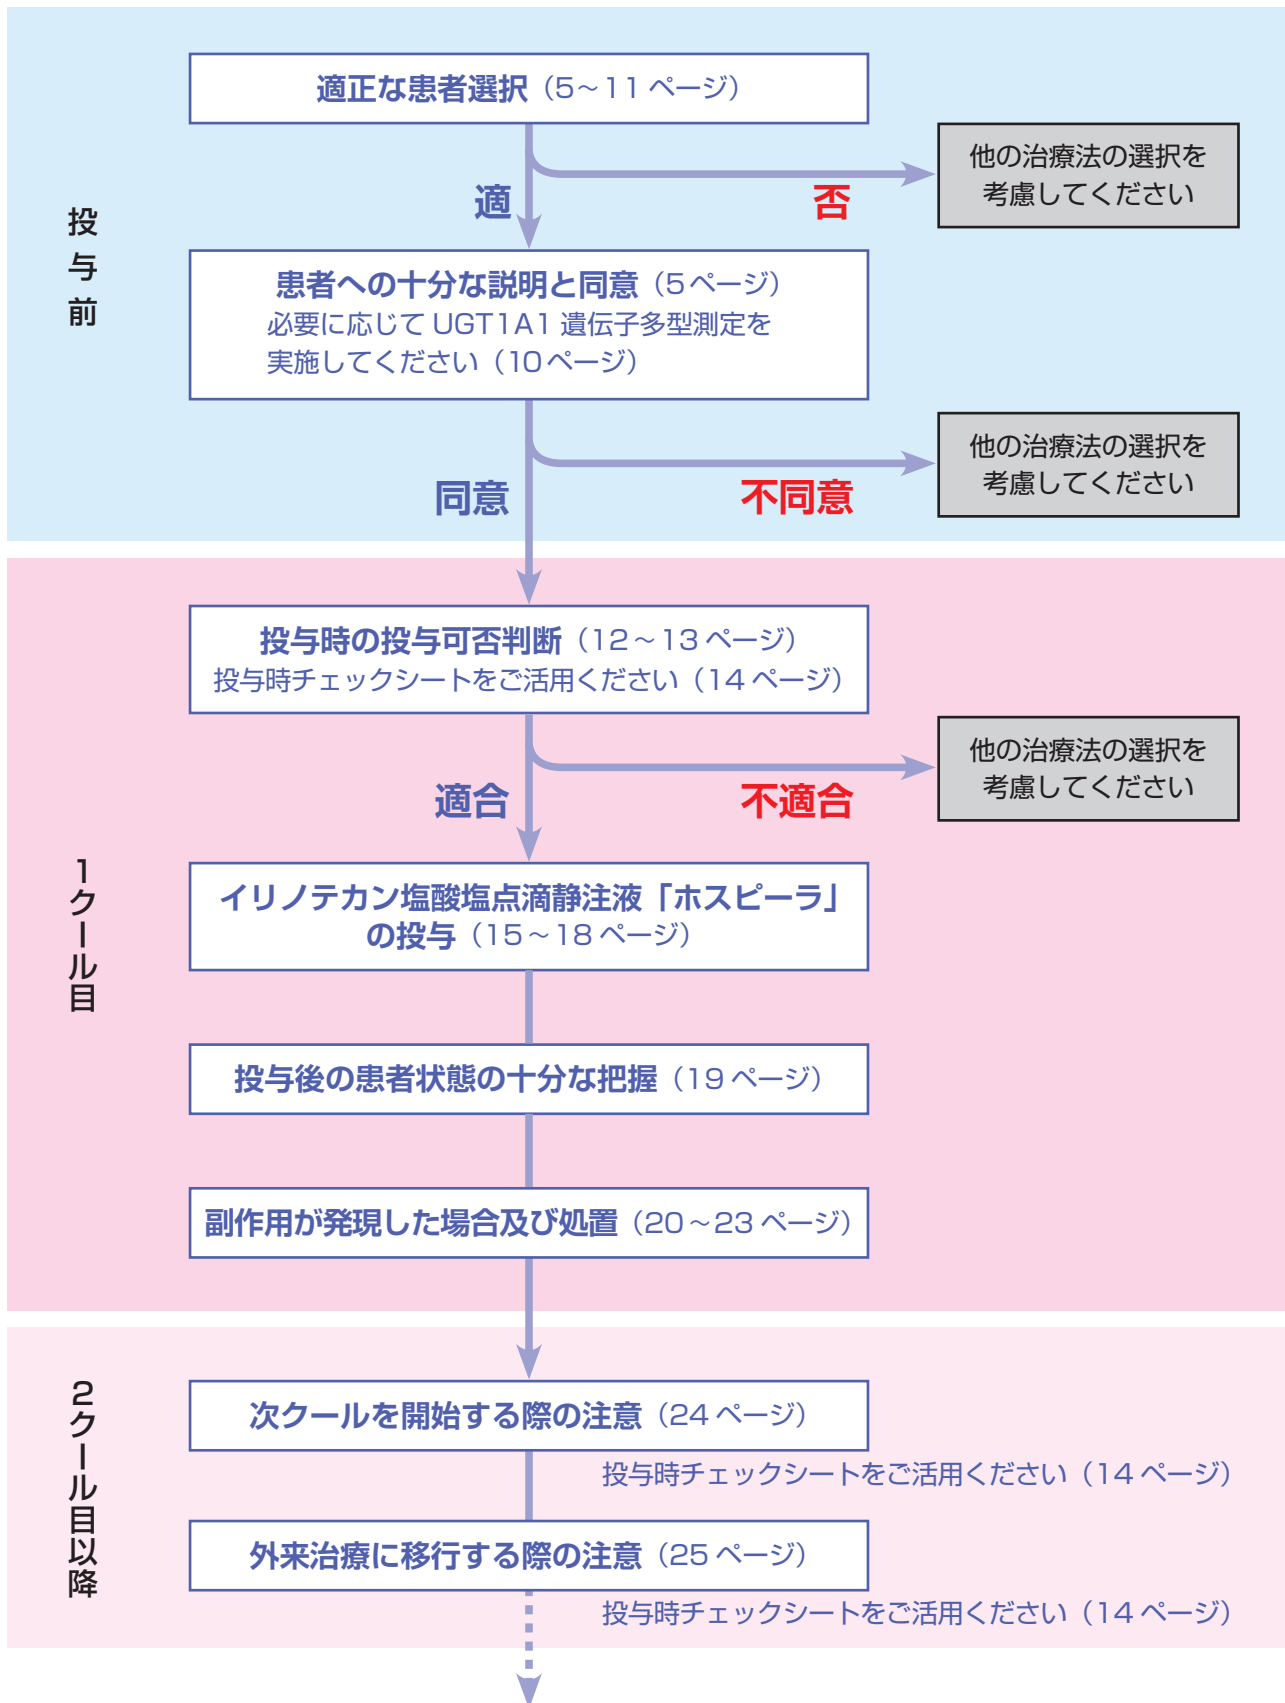 適正な患者選択（5～11 ページ）
他の治療法の選択を
考慮してください
適
否
投与前
患者への十分な説明と同意（5ページ）
必要に応じて UGT1A1 遺伝子多型測定を
実施してください（10ページ）
他の治療法の選択を
考慮してください
同意
不同意
投与時の投与可否判断（12～13 ページ）
投与時チェックシートをご活用ください（14 ページ）
他の治療法の選択を
考慮してください
適合
不適合
1クール目
イリノテカン塩酸塩点滴静注液「ホスピーラ」
の投与（15～18 ページ）
投与後の患者状態の十分な把握（19 ページ）
副作用が発現した場合及び処置（20～23 ページ）
2クール目以降
次クールを開始する際の注意（24 ページ）
投与時チェックシートをご活用ください（14 ページ）
外来治療に移行する際の注意（25 ページ）
投与時チェックシートをご活用ください（14 ページ）